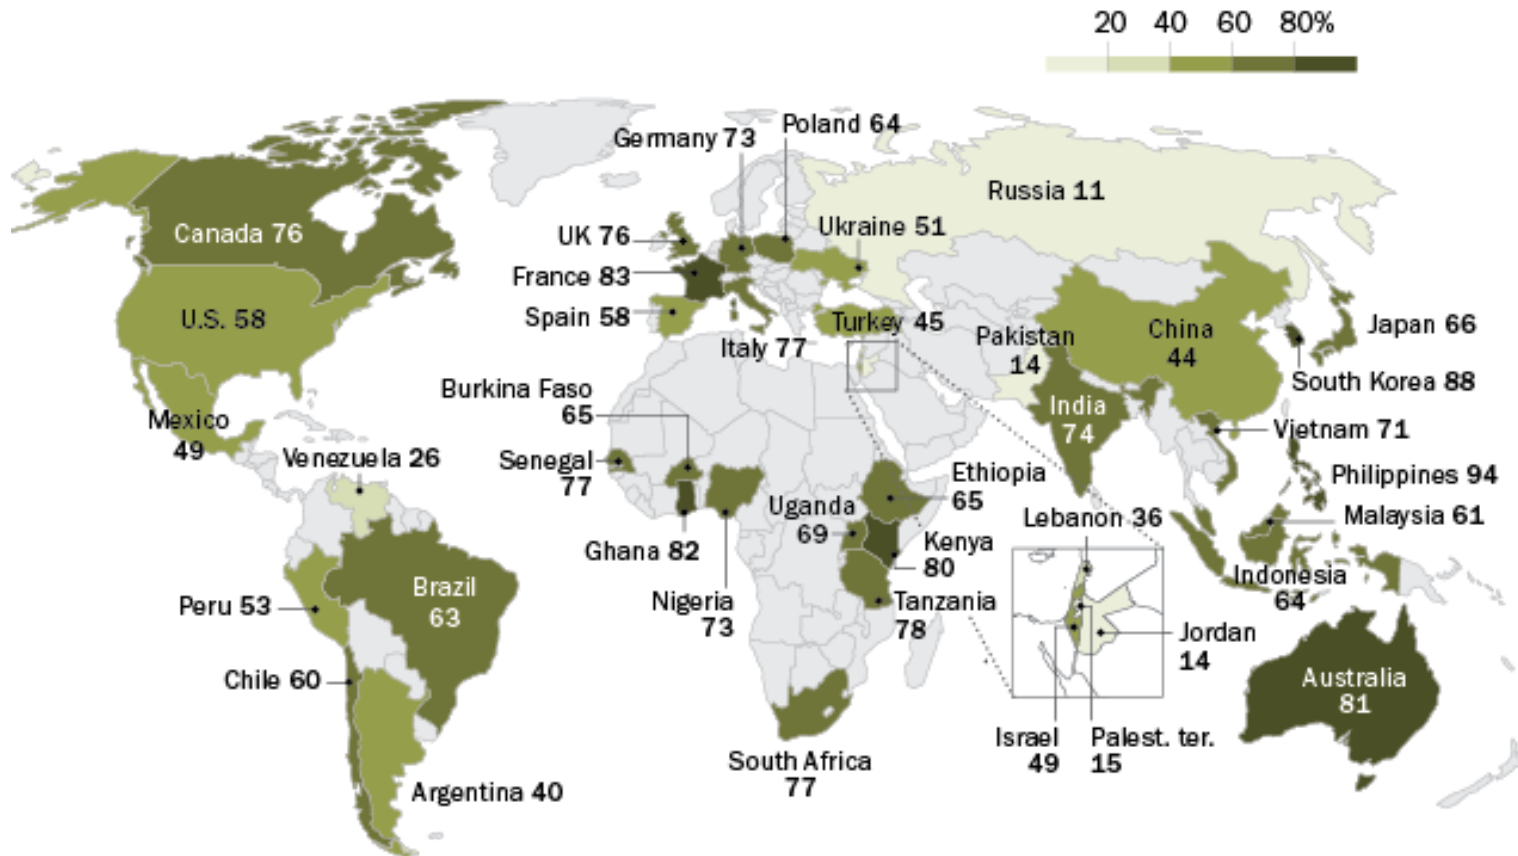 20 40 60 80%
Germany 73
Poland 64
Russia 11
Canada 76
UK 76
Ukraine 51
France 83
U.S. 58
Spain 58
Turkey 45
Italy 77
Pakistan
14
China
44
Japan 66
South Korea 88
Burkina Faso
65
India
74
Mexico
49
Vietnam 71
Venezuela 26
Senegal
77
Ethiopia
65
Philippines 94
Uganda
69
Lebanon 36
Malaysia 61
Ghana 82
Kenya
80
Brazil
63
Indonesia
64
Peru 53
Nigeria
73
Tanzania
78
Jordan
14
Chile 60
Australia
81
Israel
49
Palest. ter.
15
South Africa
77
Argentina 40